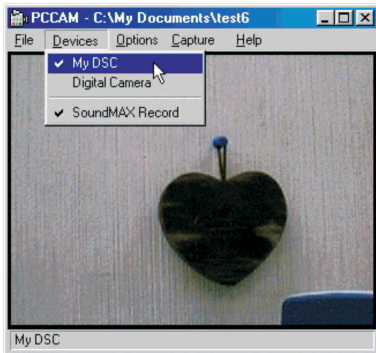 PCCAM - C:\My Documents\test6
File Devices Options Capture Help
My DSC
Digital Camera
SoundMAX Record
My DSC